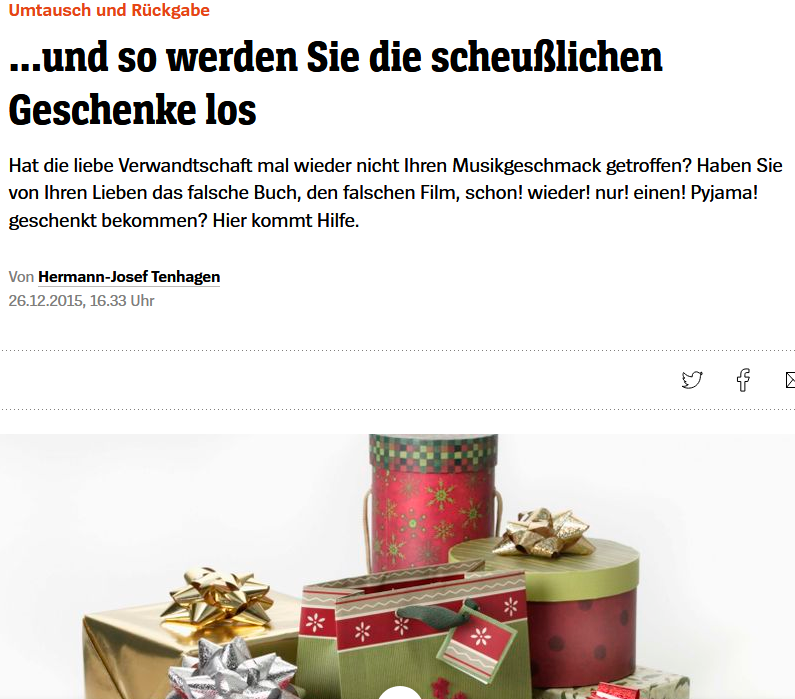 Umtausch und Rückgabe
...und so werden Sie die scheußlichen
Geschenke los
Hat die liebe Verwandtschaft mal wieder nicht Ihren Musikgeschmack getroffen? Haben Sie
von Ihren Lieben das falsche Buch, den falschen Film, schon! wieder! nur! einen! Pyjama!
geschenkt bekommen? Hier kommt Hilfe.
Von Hermann-Josef Tenhagen
26.12.2015, 16.33 Uhr